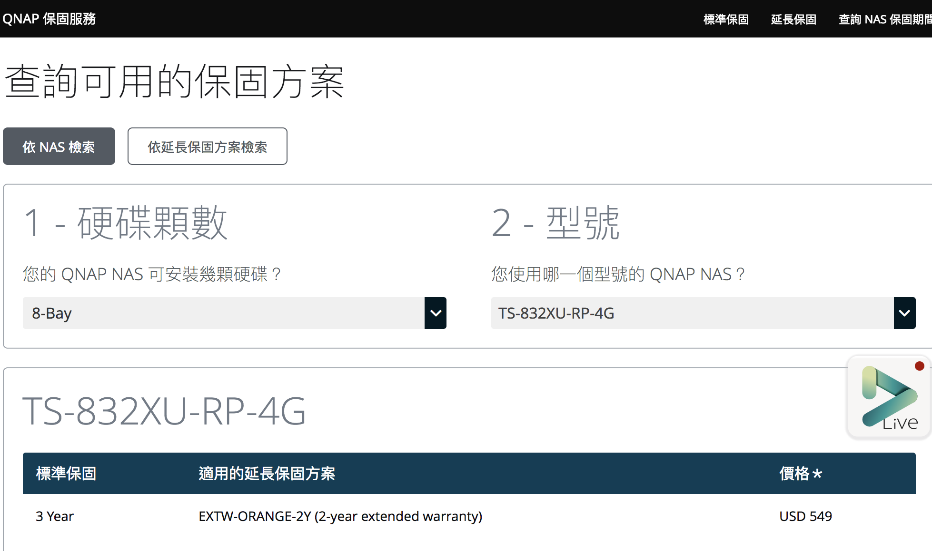 QNAP 保固服務
標準保固 延長保固 查詢 NAS 保固期間
查詢可用的保固方案
依 NAS 檢索 依延長保固方案檢索
1 - 硬碟顆數 2 - 型號
您的 QNAP NAS 可安裝幾顆硬碟？ 您使用哪一個型號的 QNAP NAS？
8-Bay TS-832XU-RP-4G
Live
TS-832XU-RP-4G
標準保固 適用的延長保固方案 價格 *
3 Year EXTW-ORANGE-2Y (2-year extended warranty) USD 549